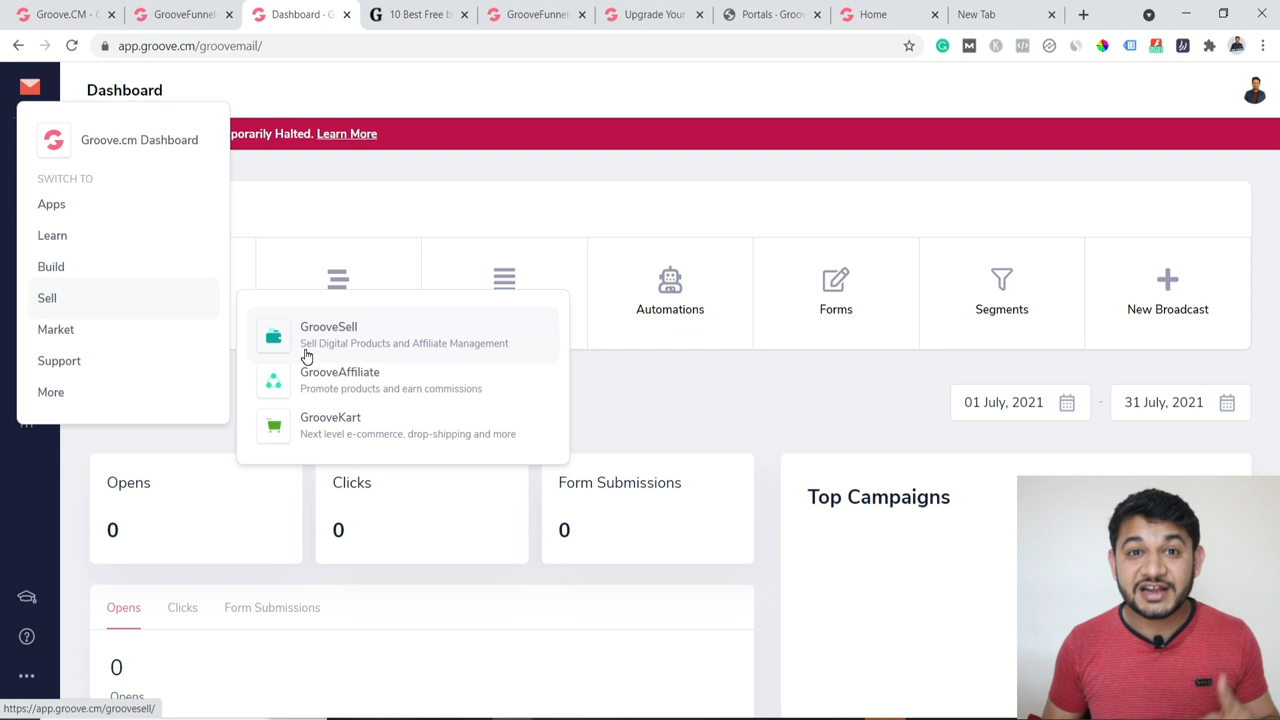 Groove.CM - G
GrooveFunnel
Dashboard - G
10 Best Free b
GrooveFunnel
Upgrade Your
Portals - Groov
Home
New Tab
app.groove.cm/groovemail/
Dashboard
porarily Halted. Learn More
Groove.cm Dashboard
SWITCH TO
Apps
Learn
Build
Sell
Market
Support
More
GrooveSell
Sell Digital Products and Affiliate Management
GrooveAffiliate
Promote products and earn commissions
GrooveKart
Next level e-commerce, drop-shipping and more
Automations
Forms
Segments
New Broadcast
01 July, 2021 - 31 July, 2021
Opens
0
Clicks
0
Form Submissions
0
Top Campaigns
Opens Clicks Form Submissions
0
Opens
https://app.groove.cm/groovesell/